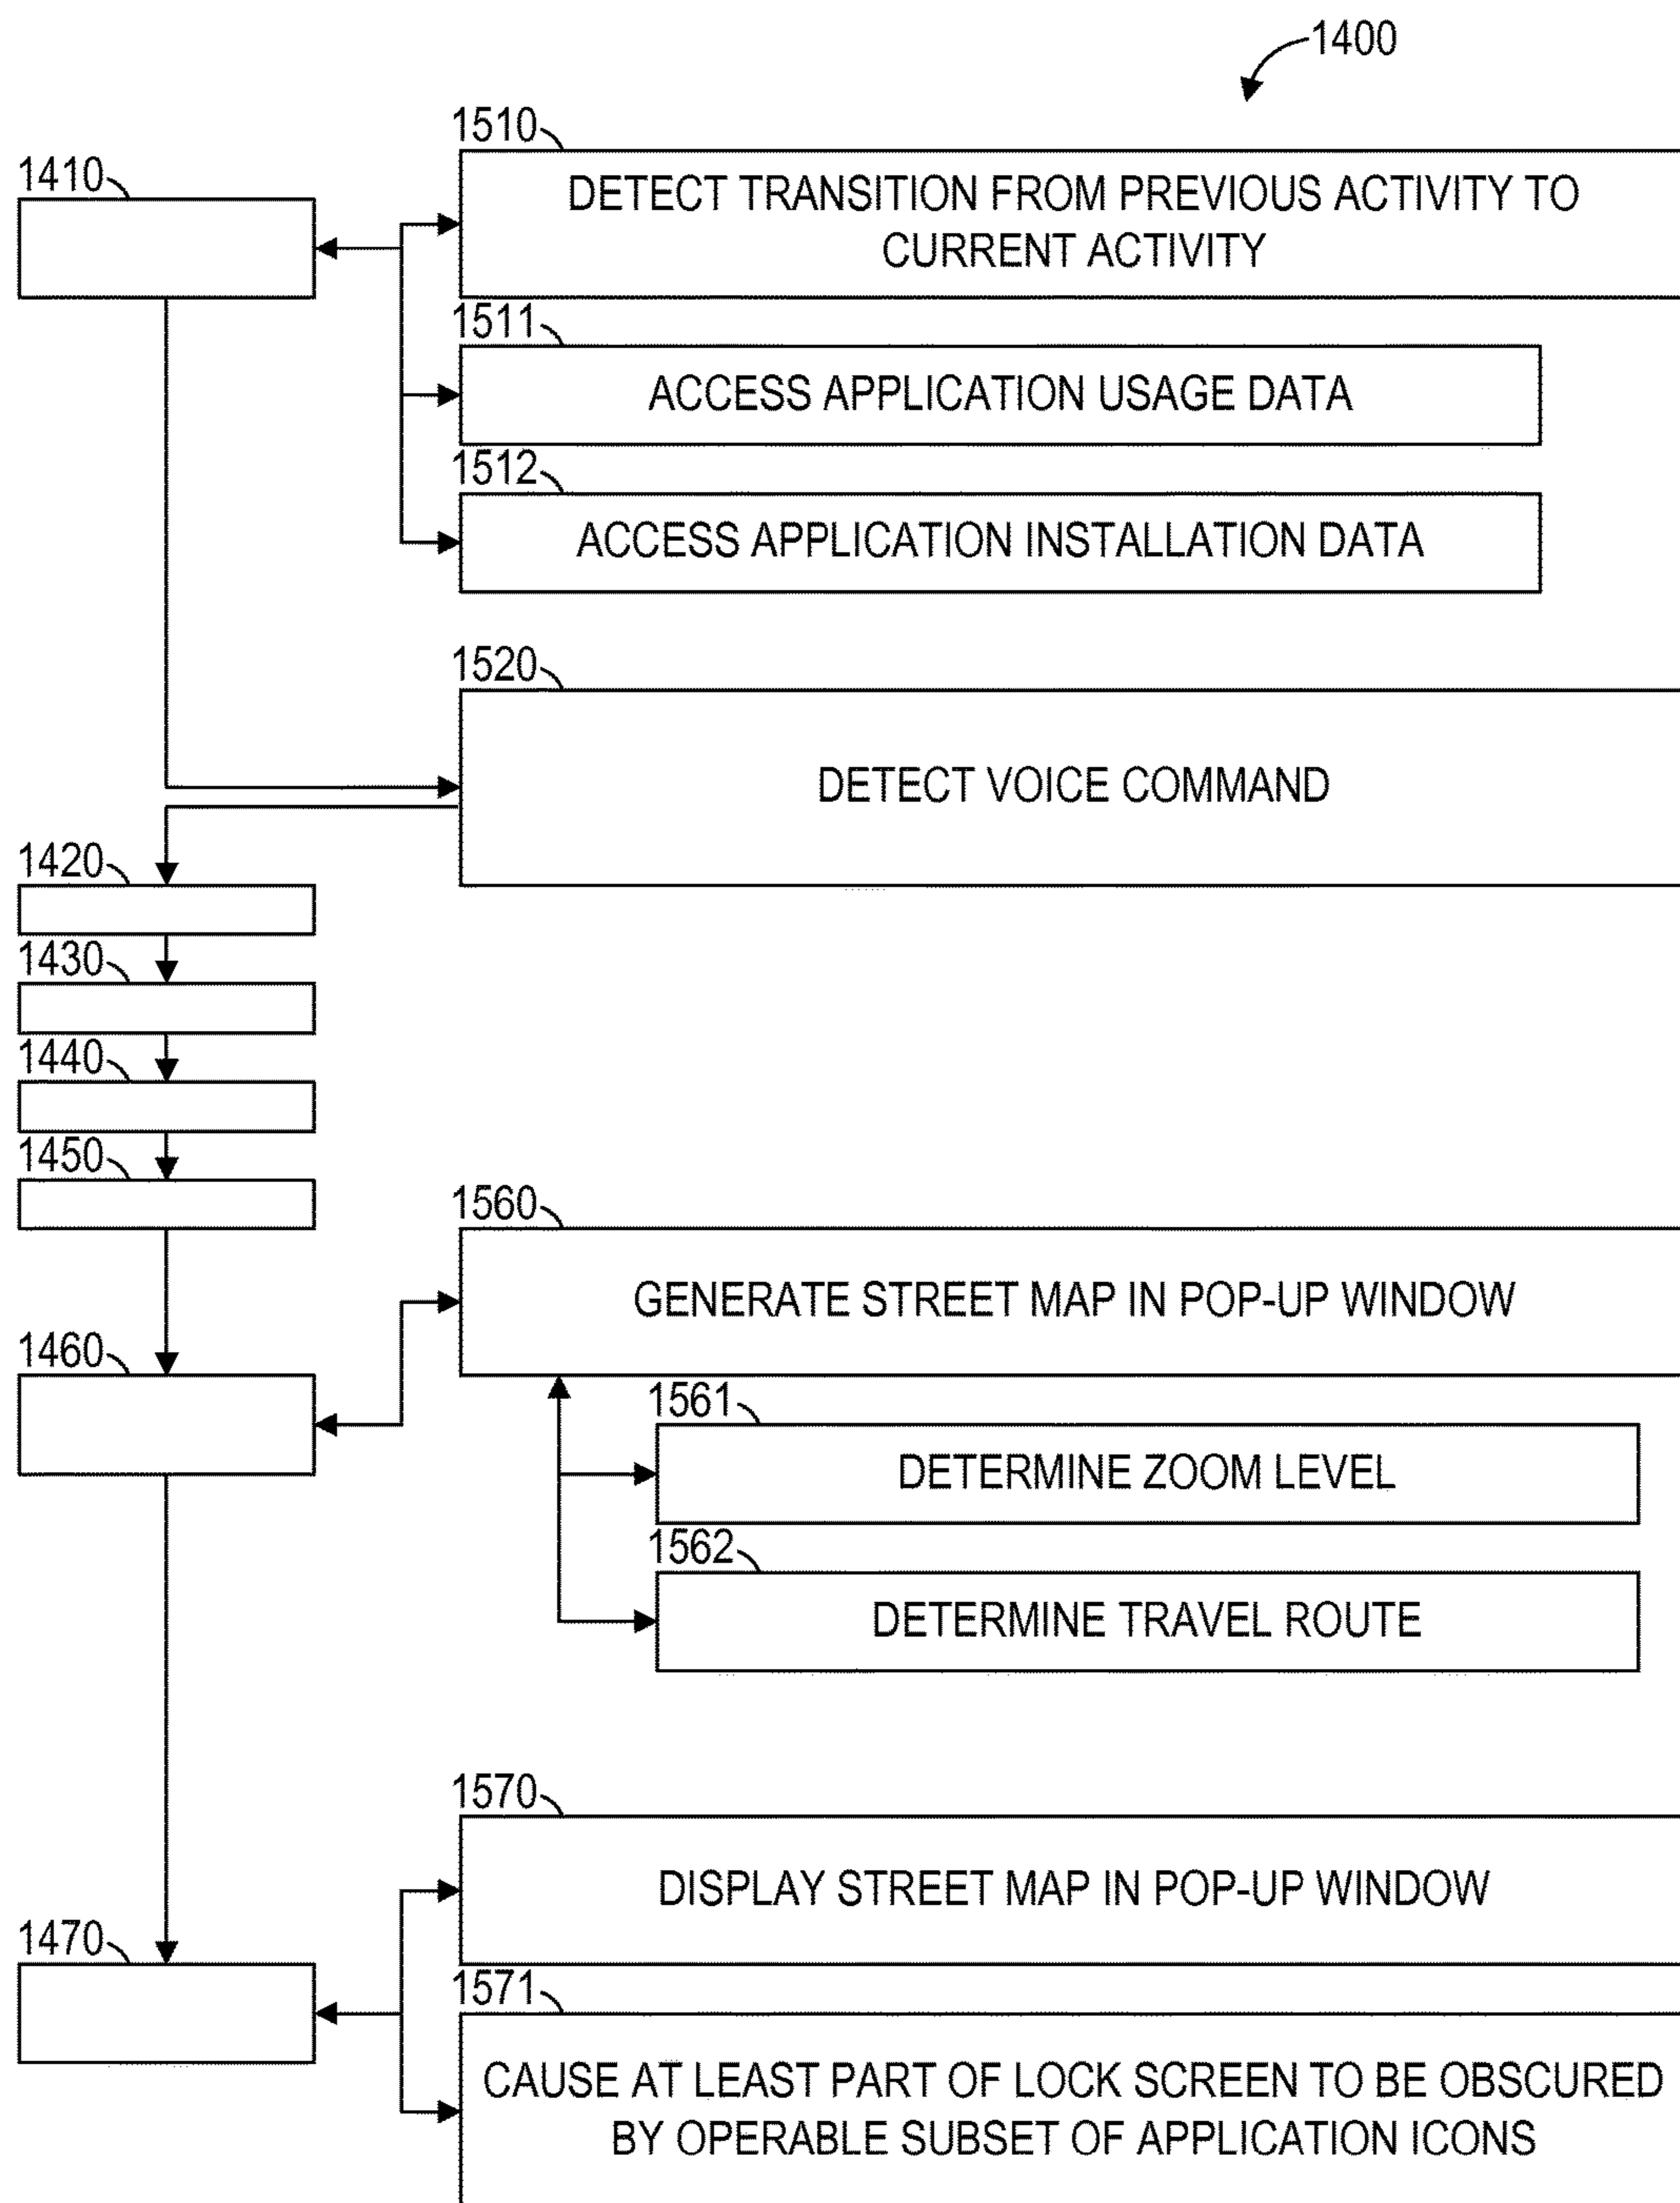 1400
1510
1410
DETECT TRANSITION FROM PREVIOUS ACTIVITY TO
CURRENT ACTIVITY
1511
ACCESS APPLICATION USAGE DATA
1512
ACCESS APPLICATION INSTALLATION DATA
1520
DETECT VOICE COMMAND
1420
1430
1440
1450
1560
GENERATE STREET MAP IN POP-UP WINDOW
1460
1561
DETERMINE ZOOM LEVEL
1562
DETERMINE TRAVEL ROUTE
1570
DISPLAY STREET MAP IN POP-UP WINDOW
1470
1571
CAUSE AT LEAST PART OF LOCK SCREEN TO BE OBSCURED
BY OPERABLE SUBSET OF APPLICATION ICONS